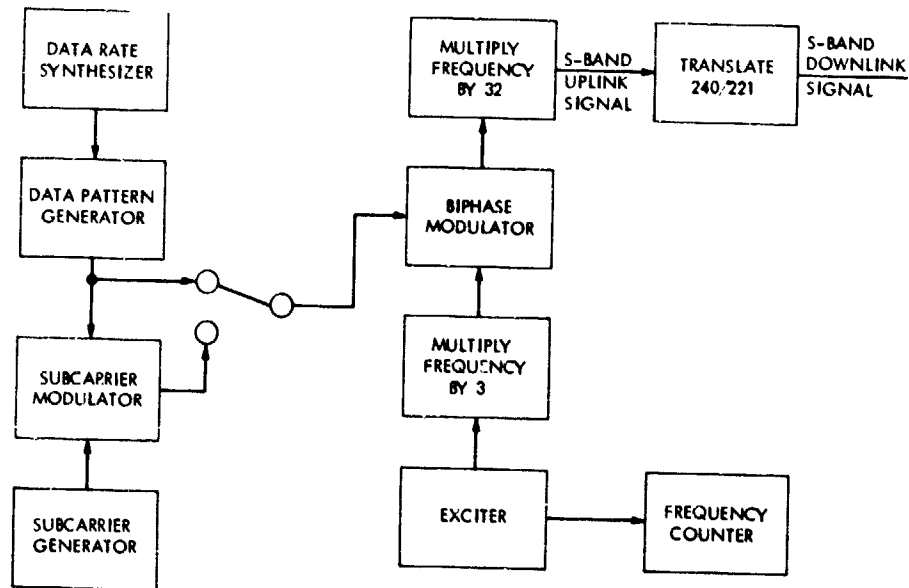 DATA RATE
SYNTHESIZER
DATA PATTERN
GENERATOR
SUBCARRIER
MODULATOR
SUBCARRIER
GENERATOR
MULTIPLY
FREQUENCY
BY 32
S-BAND
UPLINK
SIGNAL
TRANSLATE
240/221
S-BAND
DOWNLINK
SIGNAL
BIPHASE
MODULATOR
MULTIPLY
FREQUENCY
BY 3
EXCITER
FREQUENCY
COUNTER